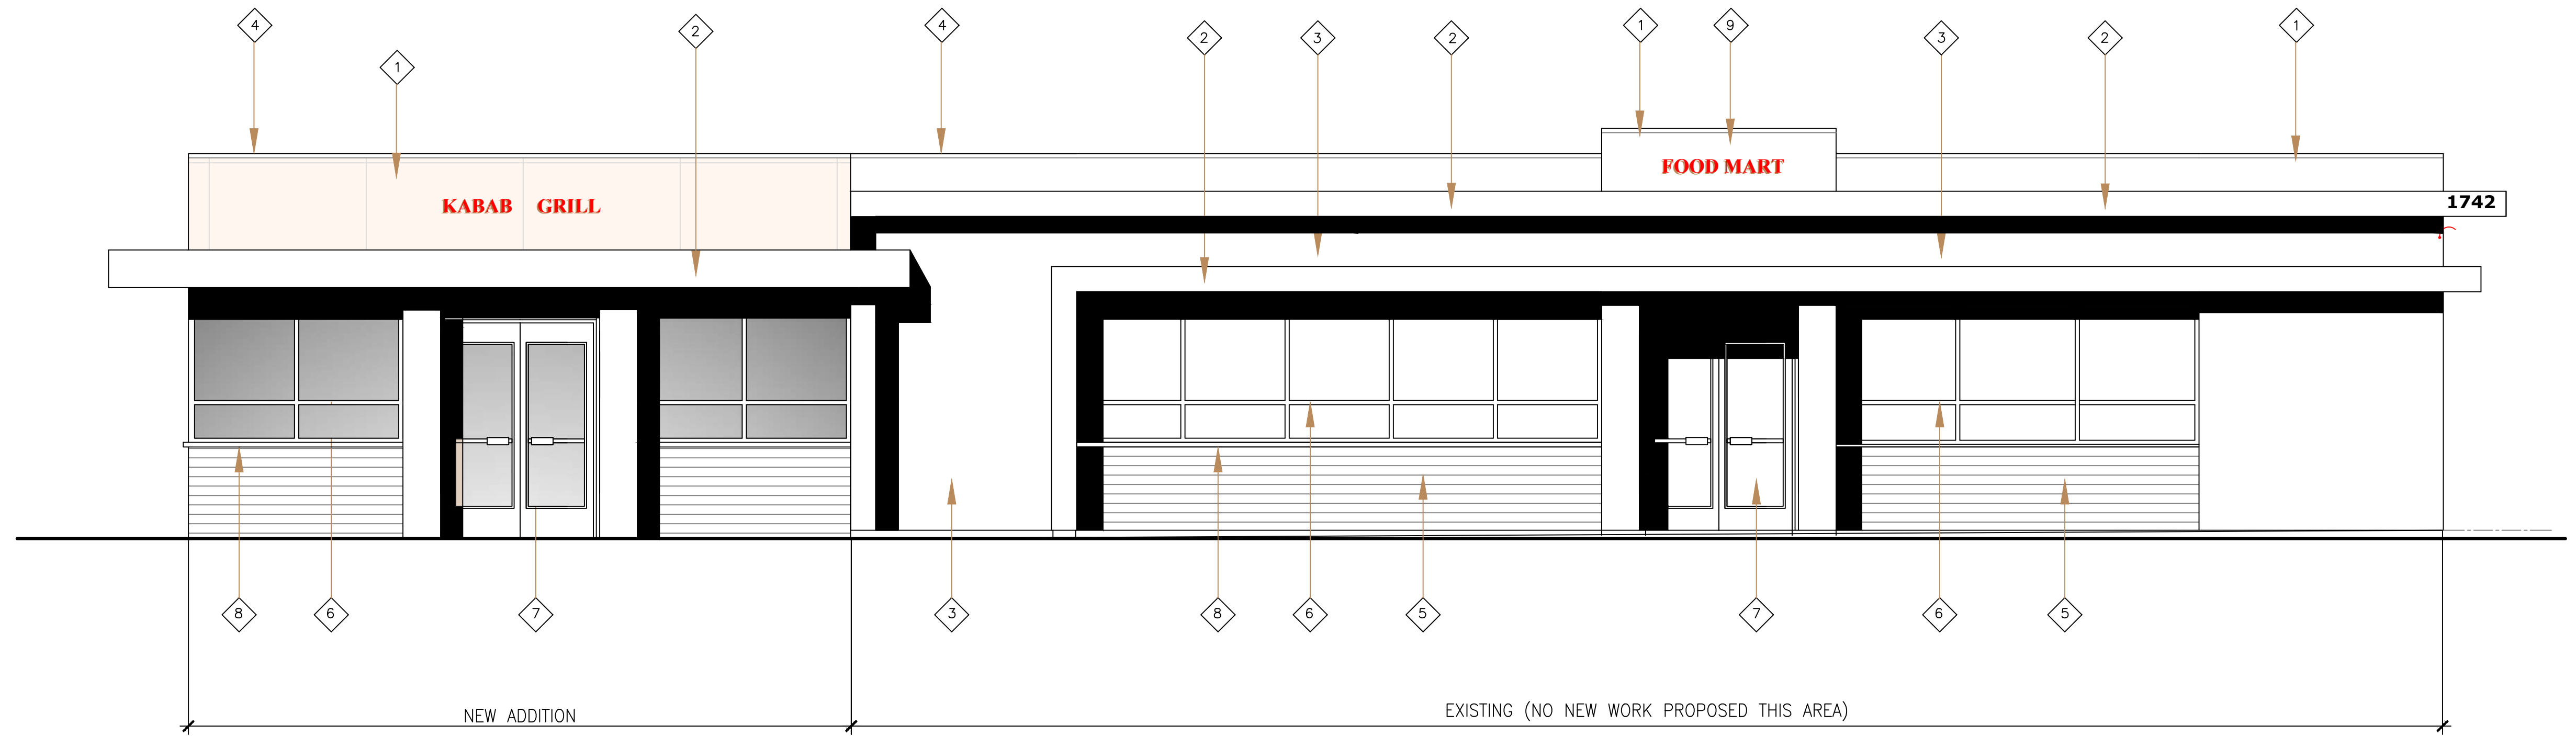 4 1 2 4 2 3 2 1 9 3 2 1
FOOD MART
1742
KABAB GRILL
8 6 7 3 8 6 5 7 6 5
NEW ADDITION
EXISTING (NO NEW WORK PROPOSED THIS AREA)